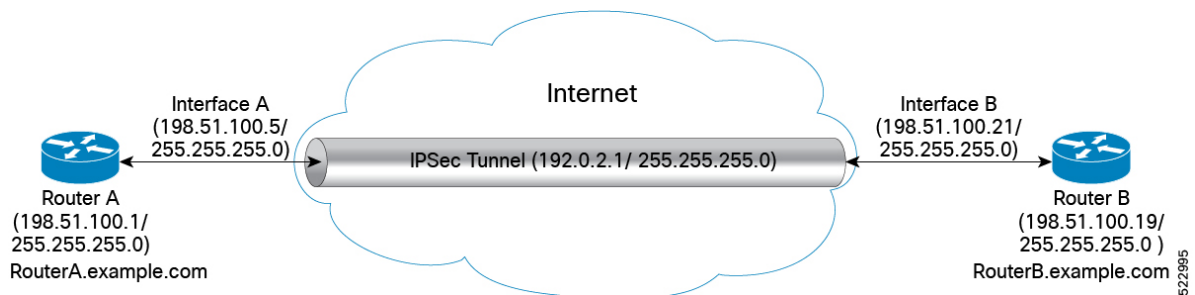 Internet
Interface A
(198.51.100.5/
255.255.255.0)
Interface B
(198.51.100.21/
255.255.255.0)
IPSec Tunnel (192.0.2.1/ 255.255.255.0)
Router A
(198.51.100.1/
255.255.255.0)
RouterA.example.com
Router B
(198.51.100.19/
255.255.255.0 )
RouterB.example.com
522995